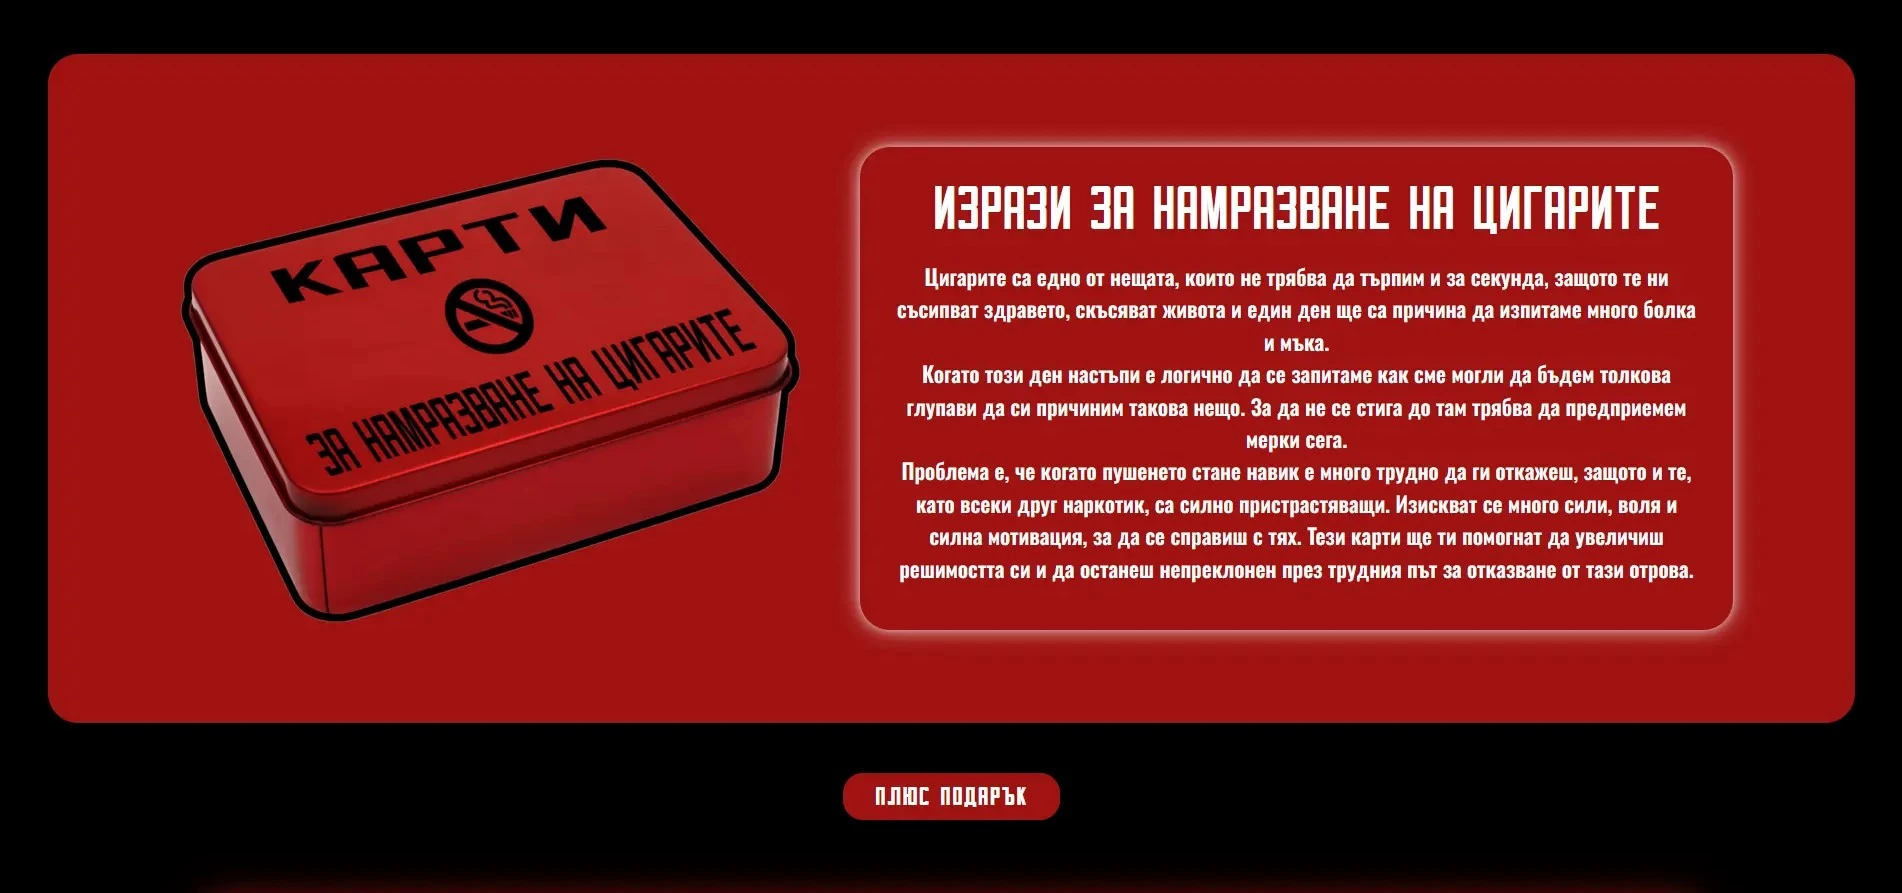 КАРТИ
ЗА НАМРАЗВАНЕ НА ЦИГАРИТЕ
ИЗРАЗИ ЗА НАМРАЗВАНЕ НА ЦИГАРИТЕ
Цигарите са едно от нещата, които не трябва да търпим и за секунда, защото те ни
съсипват здравето, скъсяват живота и един ден ще са причина да изпитаме много болка
и мъка.
Когато този ден настъпи е логично да се запитаме как сме могли да бъдем толкова
глупави да си причиним такова нещо. За да не се стига до там трябва да предприемем
мерки сега.
Проблема е, че когато пушенето стане навик е много трудно да ги откажеш, защото и те,
като всеки друг наркотик, са силно пристрастяващи. Изискват се много сили, воля и
силна мотивация, за да се справиш с тях. Тези карти ще ти помогнат да увеличиш
решимостта си и да останеш непреклонен през трудния път за отказване от тази отрова.
ПЛЮС ПОДАРЪК